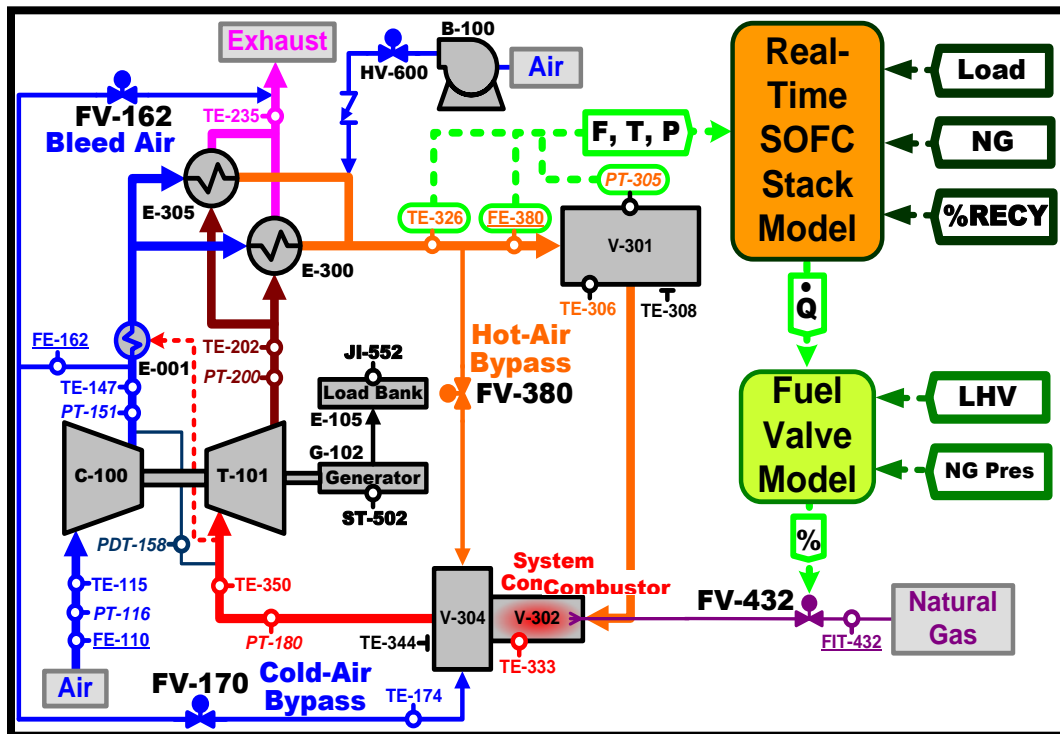 B-100
Exhaust
HV-600
Air
FV-162
Bleed Air
TE-235
F, T, P
Real-
Time
SOFC
Stack
Model
Load
NG
%RECY
E-305
PT-305
TE-326
FE-380
V-301
E-300
TE-306
TE-308
Q̇
FE-162
E-001
TE-202
TE-147
PT-200
PT-151
JI-552
Load Bank
E-105
Hot-Air
Bypass
FV-380
Fuel
Valve
Model
LHV
NG Pres
C-100
T-101
G-102
Generator
ST-502
PDT-158
%
TE-115
PT-116
FE-110
Air
TE-350
PT-180
System
Con
Combustor
V-304
V-302
TE-344
TE-333
FV-432
FIT-432
Natural
Gas
FV-170
Cold-Air
Bypass
TE-174